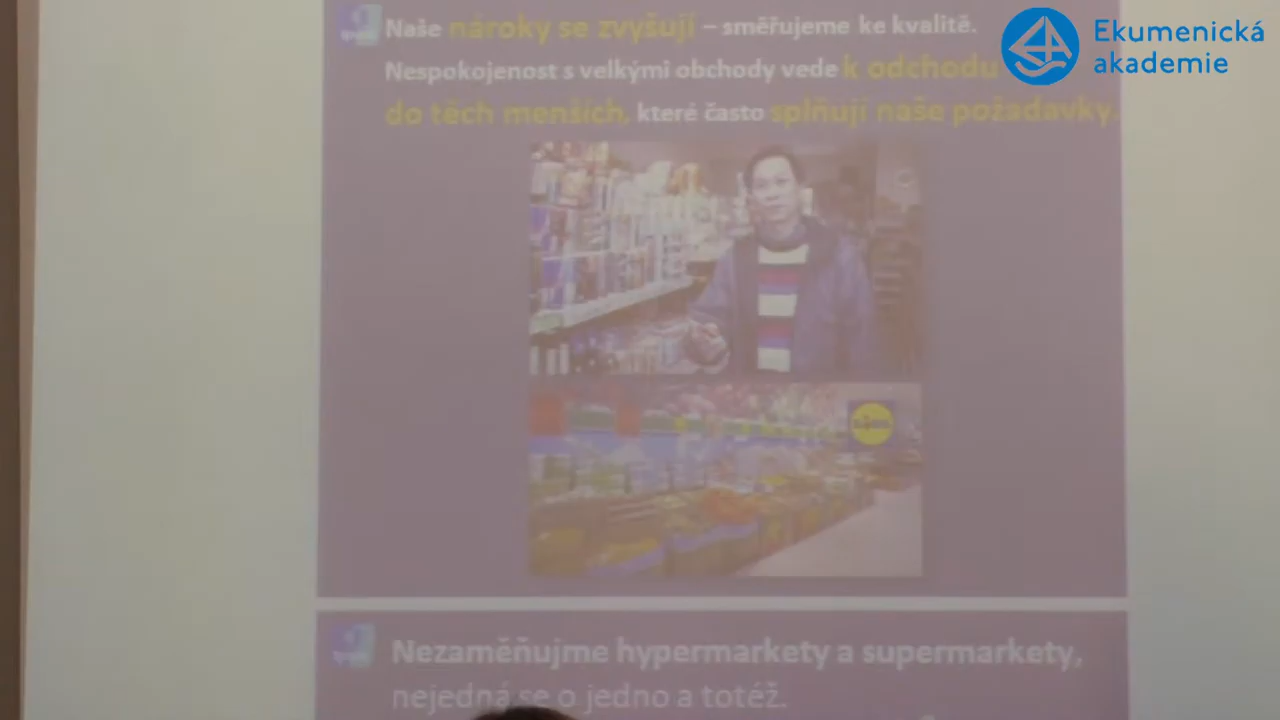 Naše nároky se zvyšují – směřujeme ke kvalitě.
Nespokojenost s velkými obchody vede k odchodu
do těch menších, které často splňují naše požadavky.
Ekumenická
akademie
Nezaměňujme hypermarkety a supermarkety,
nejedná se o jedno a totéž.